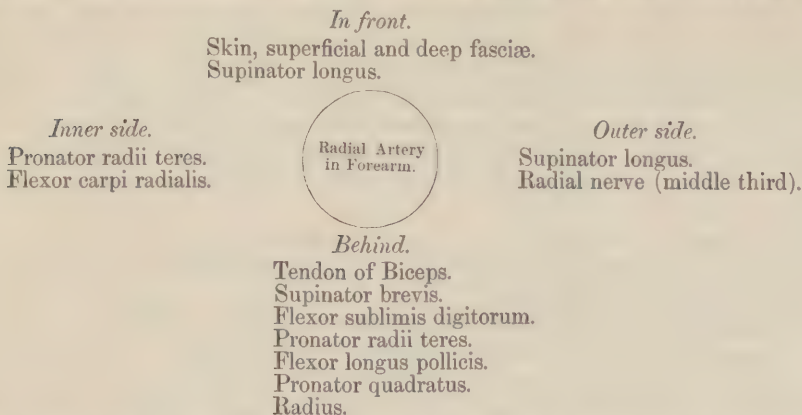 In front.
Skin, superficial and deep fasciæ.
Supinator longus.
Inner side.
Pronator radii teres.
Flexor carpi radialis.
Radial Artery
in Forearm.
Outer side.
Supinator longus.
Radial nerve (middle third).
Behind.
Tendon of Biceps.
Supinator brevis.
Flexor sublimis digitorum.
Pronator radii teres.
Flexor longus pollicis.
Pronator quadratus.
Radius.